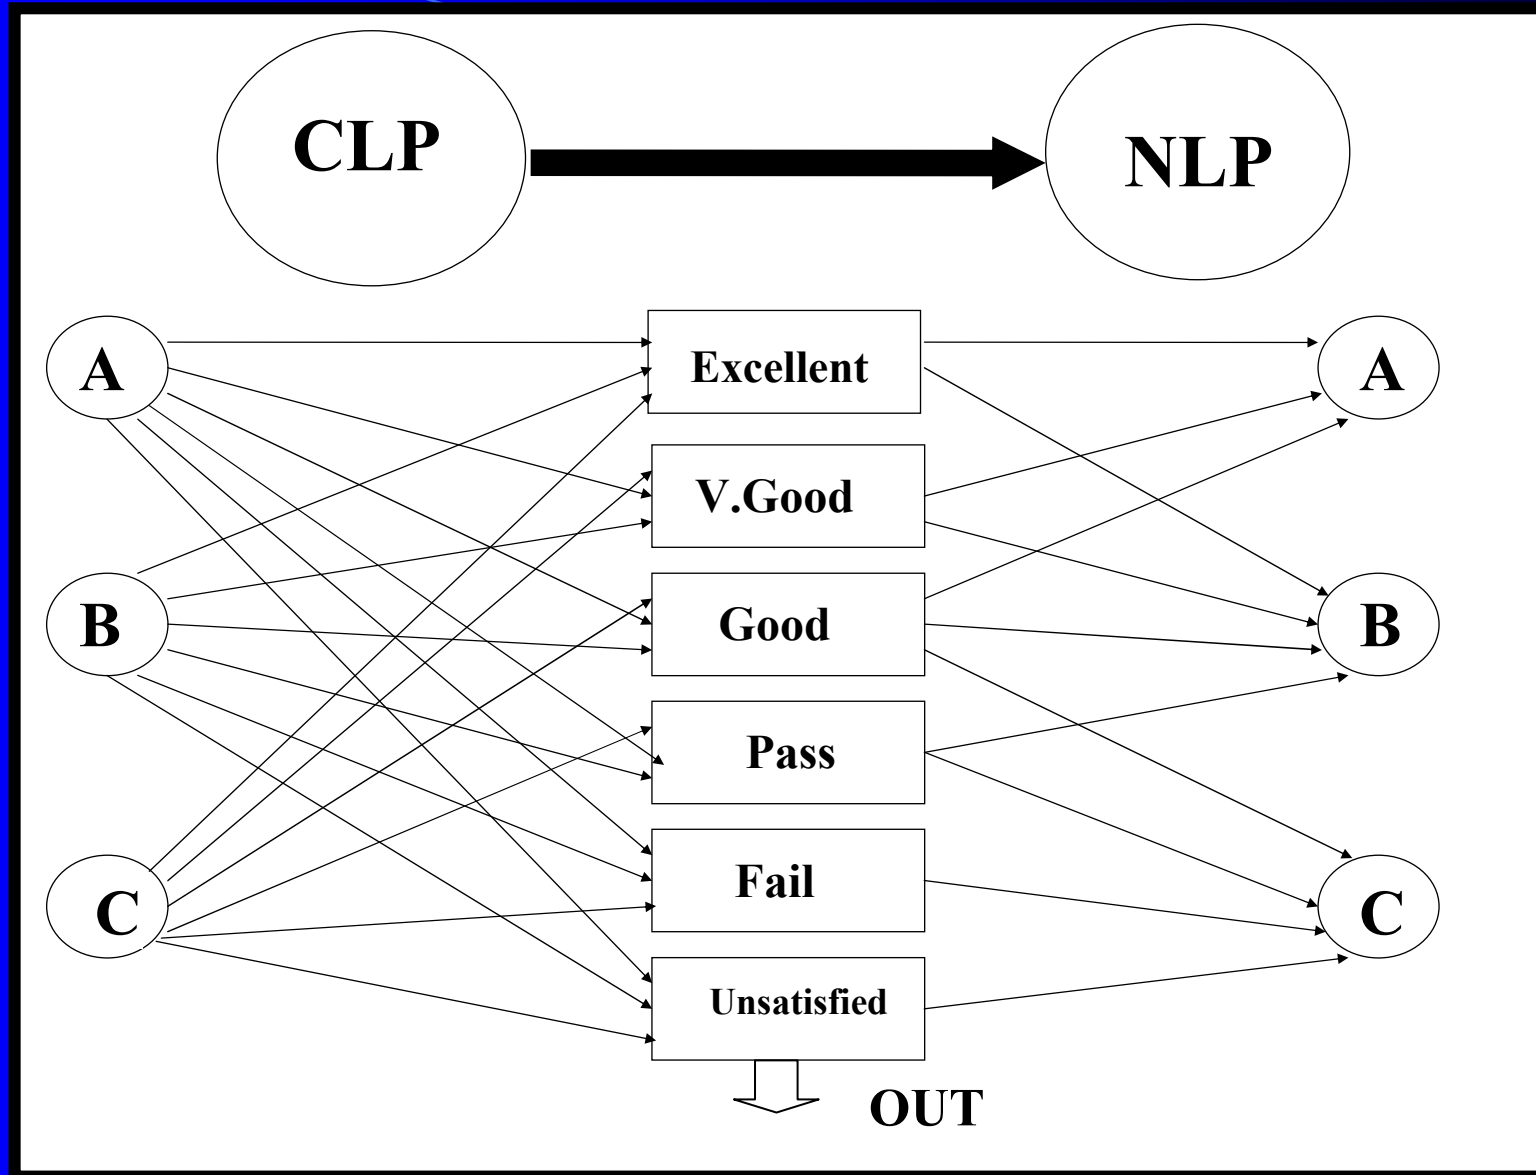 CLP
NLP
A
Excellent
A
V.Good
B
Good
B
Pass
Fail
C
C
Unsatisfied
OUT